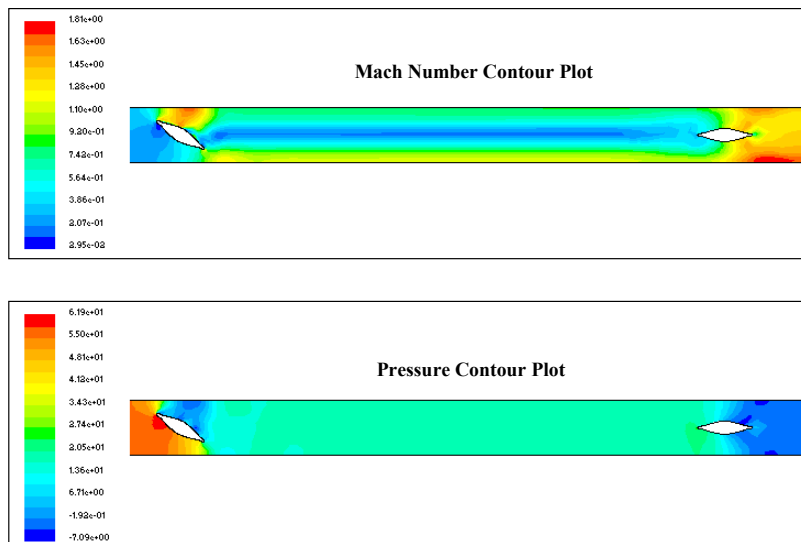 1.81e+00
1.63e+00
1.45e+00
1.28e+00
1.10e+00
9.20e-01
7.42e-01
5.64e-01
3.86e-01
2.07e-01
2.95e-02
Mach Number Contour Plot
6.19e+01
5.50e+01
4.81e+01
4.12e+01
3.43e+01
2.74e+01
2.05e+01
1.36e+01
6.71e+00
-1.92e-01
-7.09e+00
Pressure Contour Plot